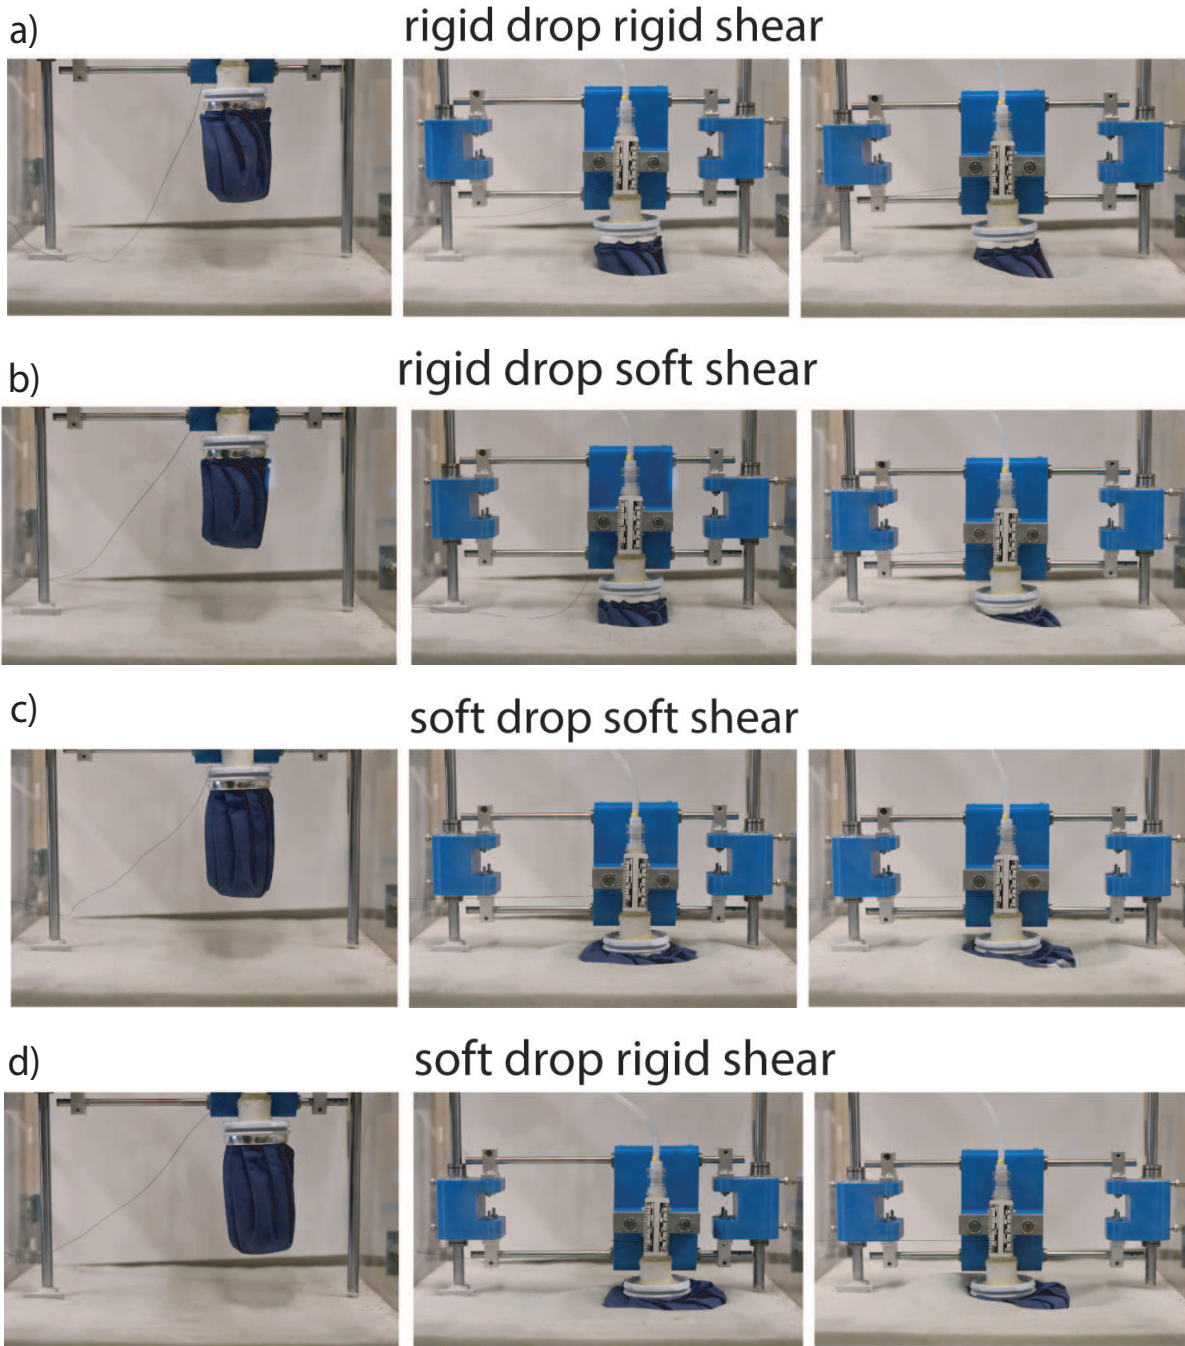 a)
rigid drop rigid shear
b)
rigid drop soft shear
c)
soft drop soft shear
d)
soft drop rigid shear